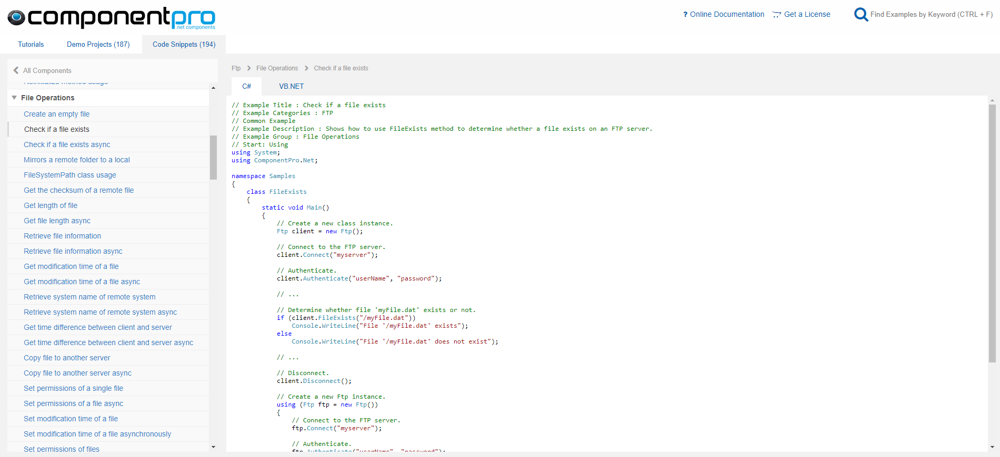 componentpro
.net components
? Online Documentation
Get a License
Find Examples by Keyword (CTRL + F)
Tutorials
Demo Projects (187)
Code Snippets (194)
All Components
Reinitialize method usage
File Operations
Create an empty file
Check if a file exists
Check if a file exists async
Mirrors a remote folder to a local
FileSystemPath class usage
Get the checksum of a remote file
Get length of file
Get file length async
Retrieve file information
Retrieve file information async
Get modification time of a file
Get modification time of a file async
Retrieve system name of remote system
Retrieve system name of remote system async
Get time difference between client and server
Get time difference between client and server async
Copy file to another server
Copy file to another server async
Set permissions of a single file
Set permissions of a file async
Set modification time of a file
Set modification time of a file asynchronously
Set permissions of files
Ftp > File Operations > Check if a file exists
C#
VB.NET
// Example Title : Check if a file exists
// Example Categories : FTP
// Common Example
// Example Description : Shows how to use FileExists method to determine whether a file exists on an FTP server.
// Example Group : File Operations
// Start: Using
using System;
using ComponentPro.Net;
namespace Samples
{
class FileExists
{
static void Main()
{
// Create a new class instance.
Ftp client = new Ftp();
// Connect to the FTP server.
client.Connect("myserver");
// Authenticate.
client.Authenticate("userName", "password");
// ...
// Determine whether file 'myFile.dat' exists or not.
if (client.FileExists("/myFile.dat"))
Console.WriteLine("File '/myFile.dat' exists");
else
Console.WriteLine("File '/myFile.dat' does not exist");
// ...
// Disconnect.
client.Disconnect();
// Create a new Ftp instance.
using (Ftp ftp = new Ftp())
{
// Connect to the FTP server.
ftp.Connect("myserver");
// Authenticate.
ftp.Authenticate("userName", "password");